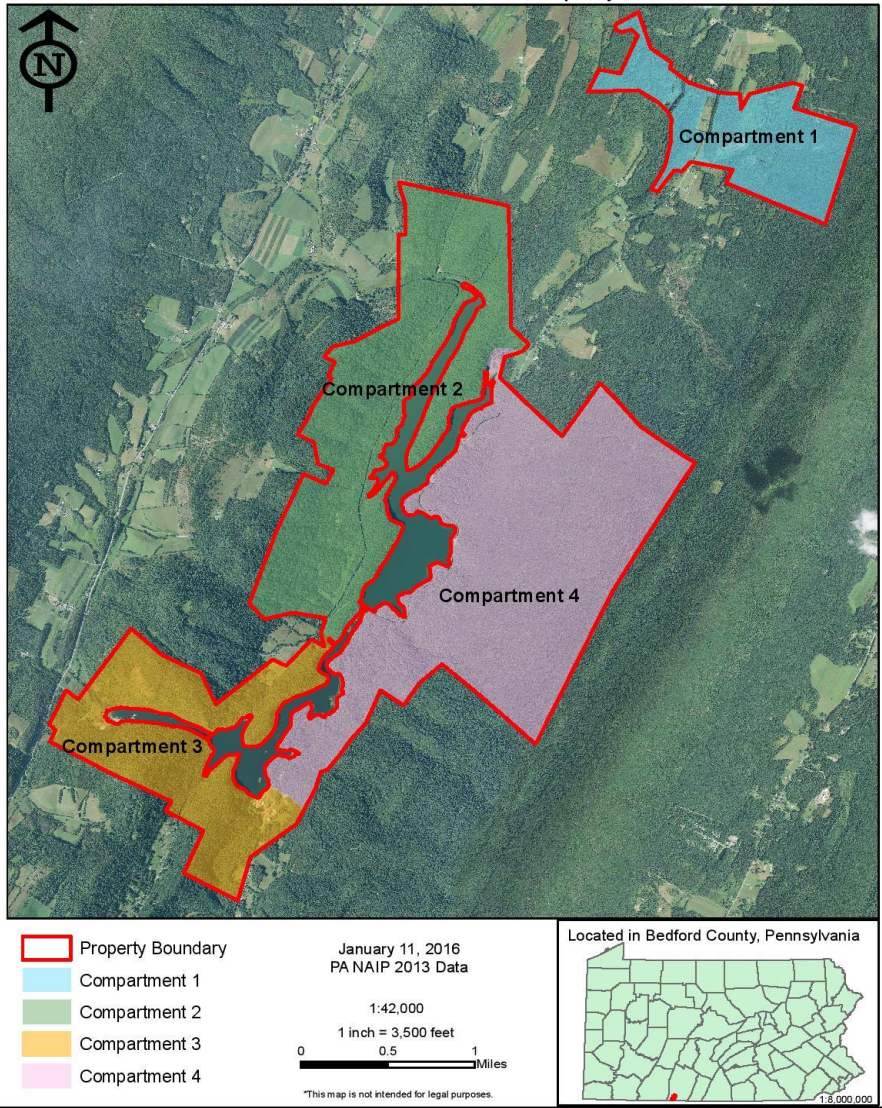 N
Compartment 1
Compartment 2
Compartment 4
Compartment 3
Property Boundary
Compartment 1
Compartment 2
Compartment 3
Compartment 4
January 11, 2016
PA NAIP 2013 Data
1:42,000
1 inch = 3,500 feet
0 0.5 1
Miles
*This map is not intended for legal purposes.
Located in Bedford County, Pennsylvania
1:8,000,000